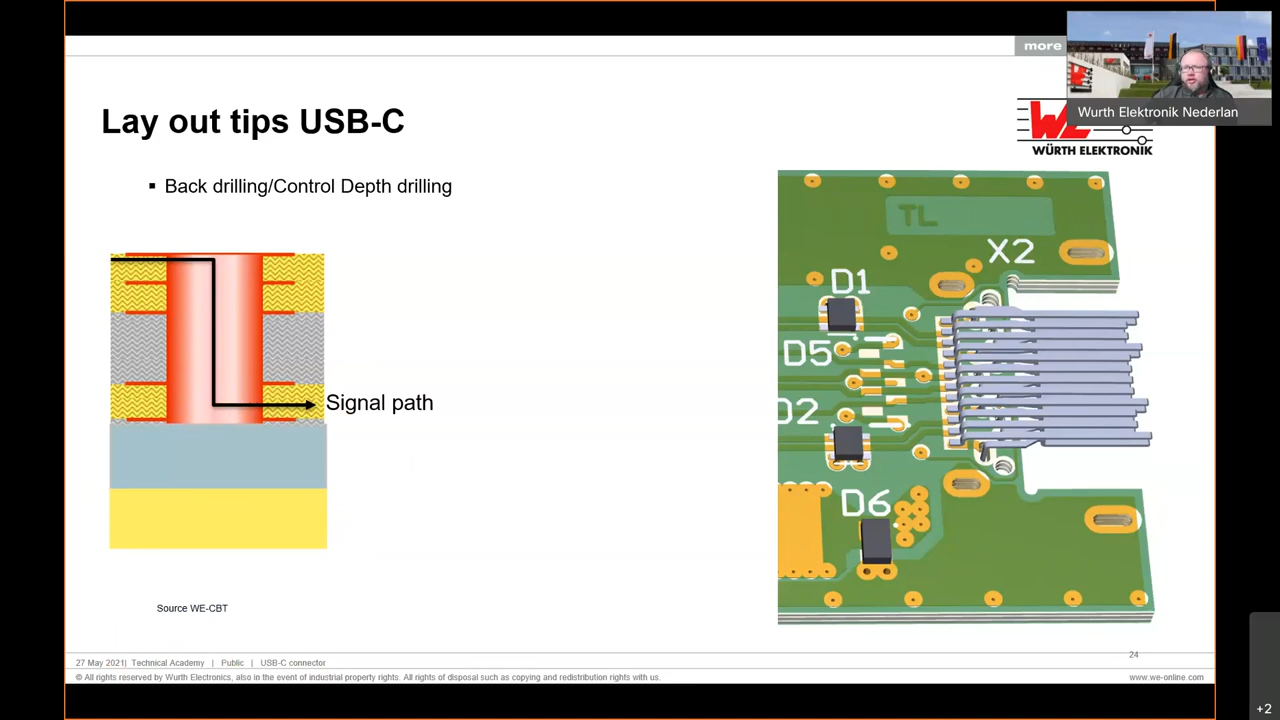 more
Wurth Elektronik Nederlan
Lay out tips USB-C
WE
WÜRTH ELEKTRONIK
▪ Back drilling/Control Depth drilling
TL
X2
D1
D5
D2
D6
Signal path
Source WE-CBT
24
27 May 2021| Technical Academy | Public | USB-C connector
© All rights reserved by Wurth Electronics, also in the event of industrial property rights. All rights of disposal such as copying and redistribution rights with us.
www.we-online.com
+2